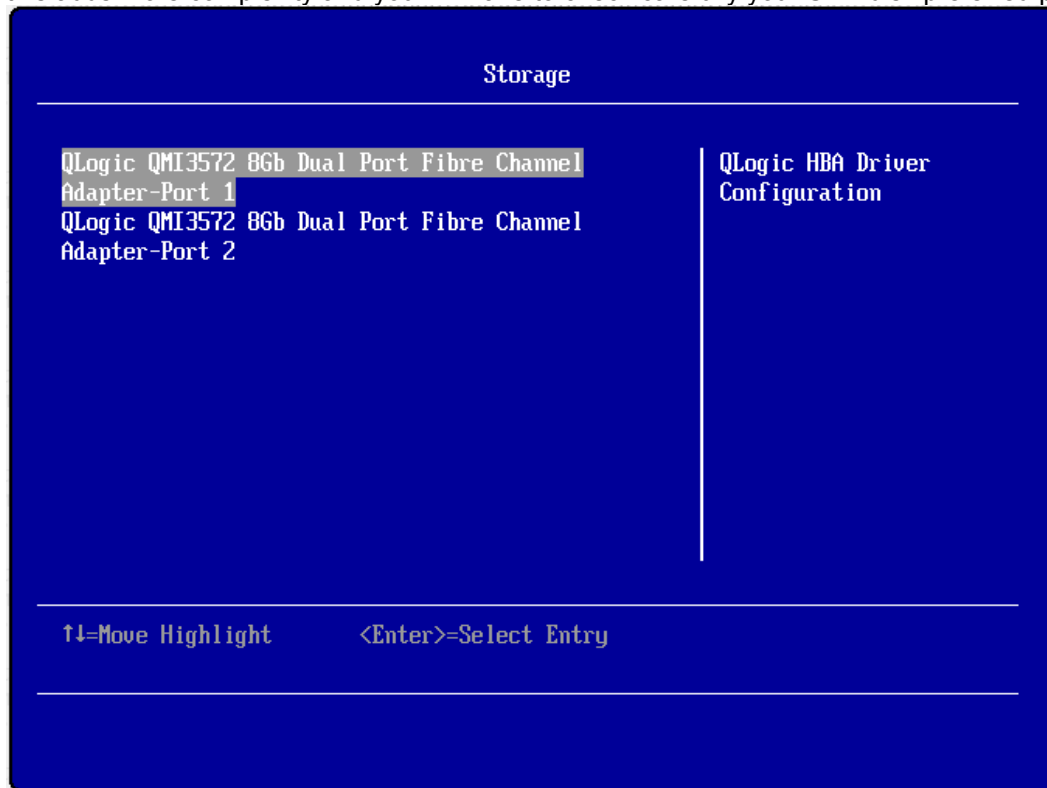 Storage
QLogic QMI3572 8Gb Dual Port Fibre Channel
Adapter-Port 1
QLogic QMI3572 8Gb Dual Port Fibre Channel
Adapter-Port 2
QLogic HBA Driver
Configuration
↑↓=Move Highlight <Enter>=Select Entry